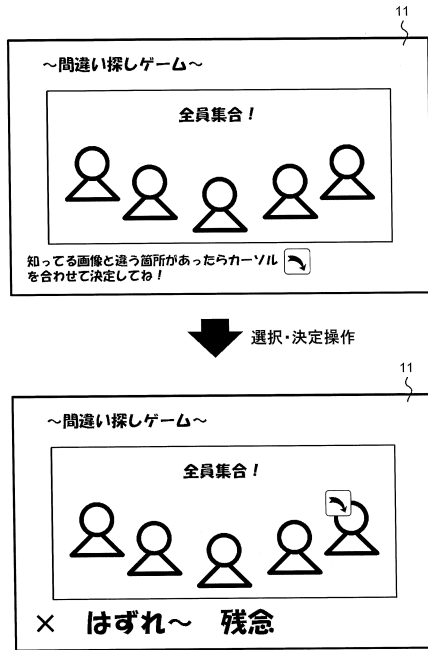 11
～間違い探しゲーム～
全員集合！
知ってる画像と違う箇所があったらカーソル
を合わせて決定してね！
選択・決定操作
11
～間違い探しゲーム～
全員集合！
× はずれ～ 残念